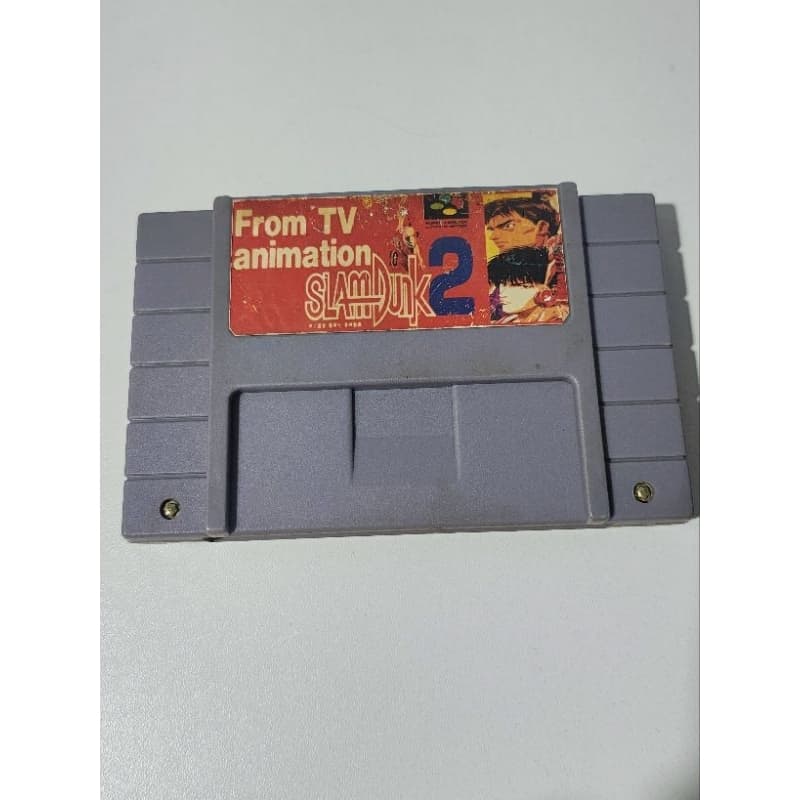 From TV
animation
SLAMDUNK
2